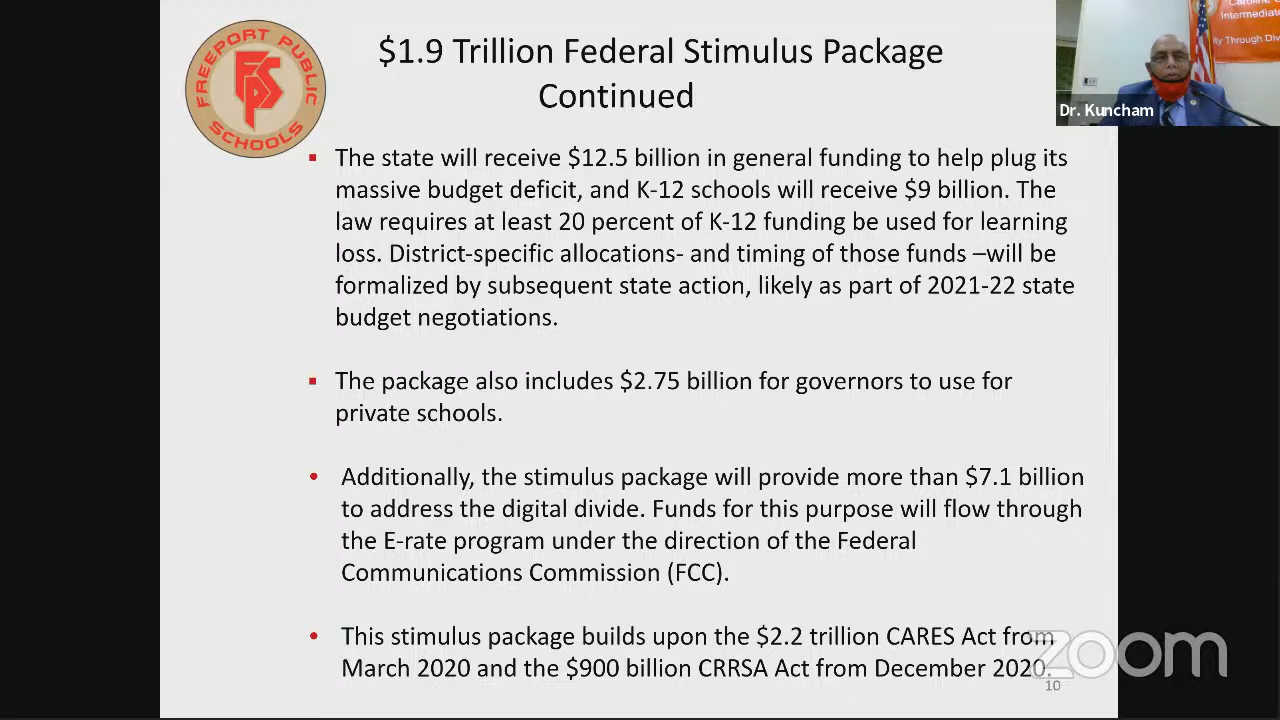 FREEPORT PUBLIC
SCHOOLS
FPS
$1.9 Trillion Federal Stimulus Package
Continued
Caroline
Intermediate
Through
Dr. Kuncham
▪ The state will receive $12.5 billion in general funding to help plug its
massive budget deficit, and K-12 schools will receive $9 billion. The
law requires at least 20 percent of K-12 funding be used for learning
loss. District-specific allocations- and timing of those funds –will be
formalized by subsequent state action, likely as part of 2021-22 state
budget negotiations.
▪ The package also includes $2.75 billion for governors to use for
private schools.
• Additionally, the stimulus package will provide more than $7.1 billion
to address the digital divide. Funds for this purpose will flow through
the E-rate program under the direction of the Federal
Communications Commission (FCC).
• This stimulus package builds upon the $2.2 trillion CARES Act from
March 2020 and the $900 billion CRRSA Act from December 2020.
zoom
10